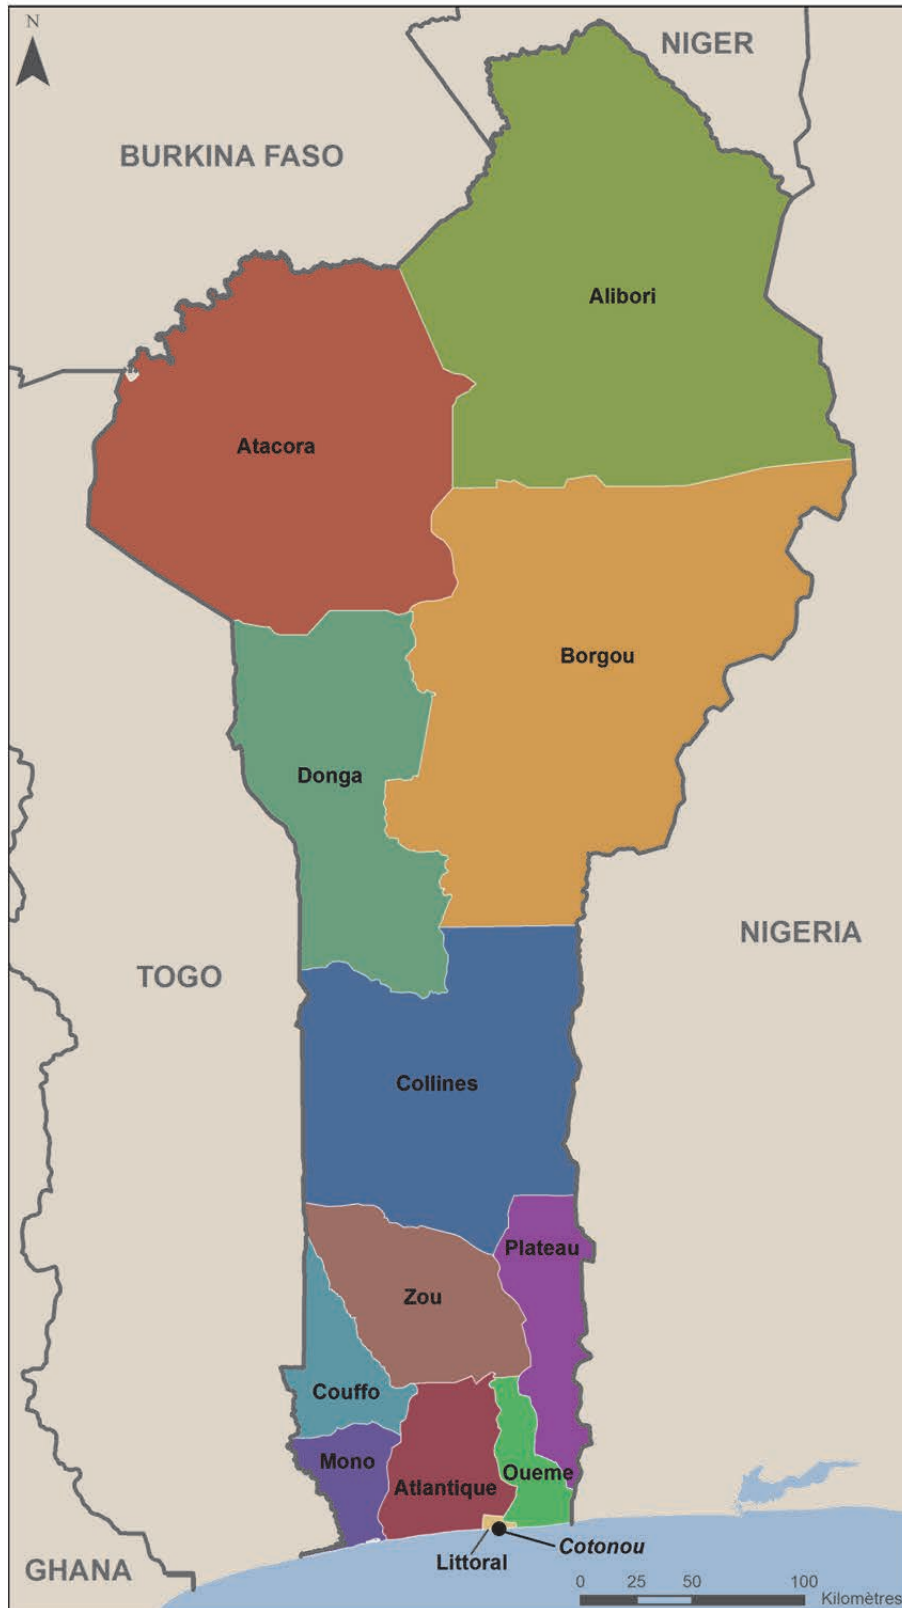 N
NIGER
BURKINA FASO
Alibori
Atacora
Borgou
Donga
NIGERIA
TOGO
Collines
Plateau
Zou
Couffo
Mono
Oueme
Atlantique
Cotonou
Littoral
GHANA
0 25 50 100
Kilomètres